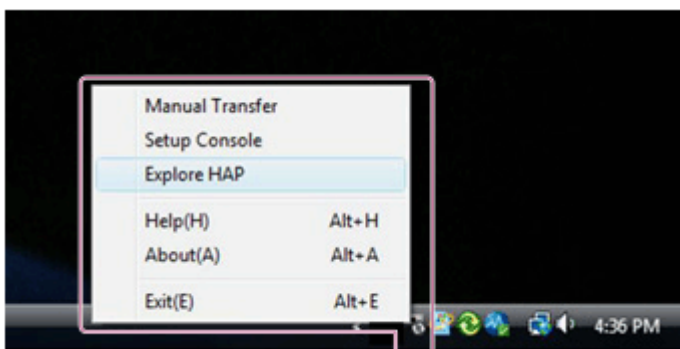 Manual Transfer
Setup Console
Explore HAP
Help(H) Alt+H
About(A) Alt+A
Exit(E) Alt+E
4:36 PM